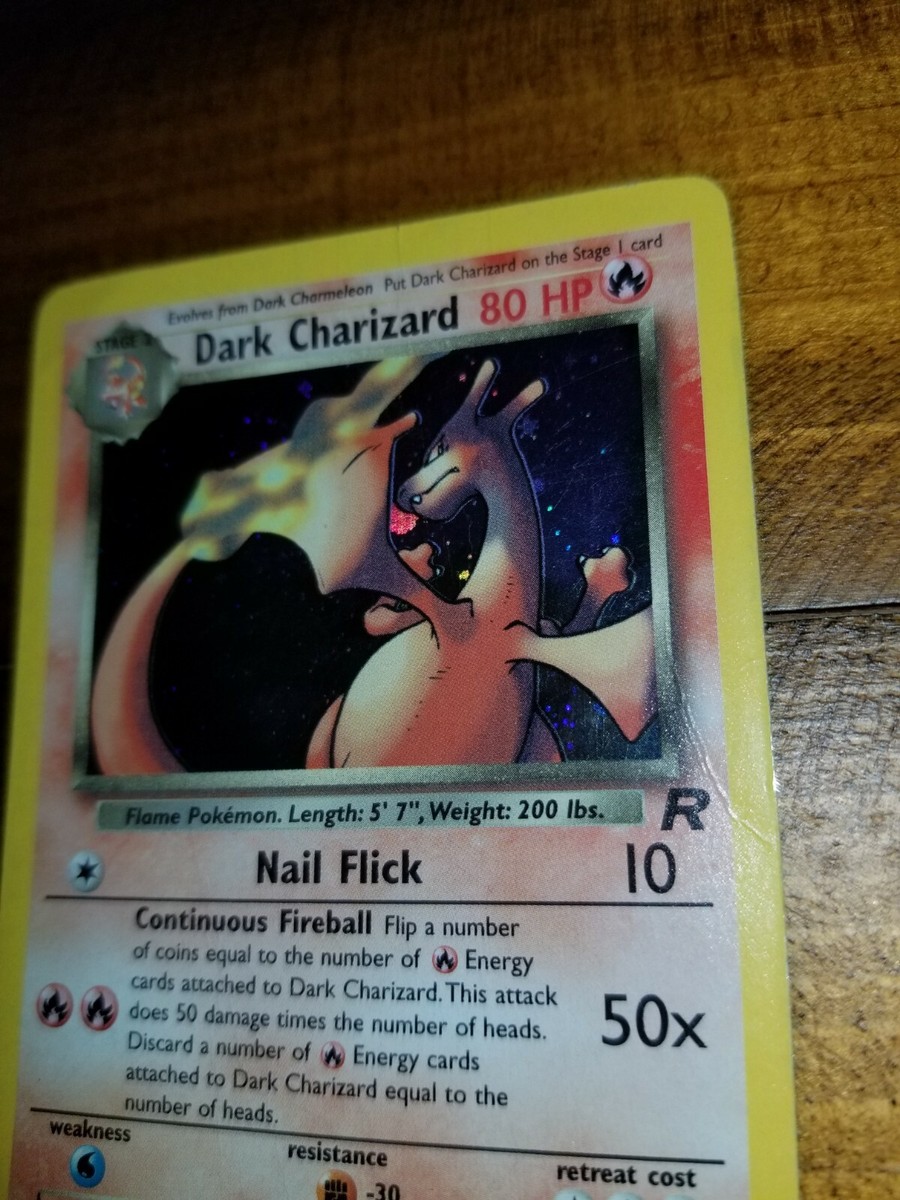 Evolves from Dark Charmeleon Put Dark Charizard on the Stage 1 card
STAGE 2
Dark Charizard 80 HP
Flame Pokémon. Length: 5' 7", Weight: 200 lbs.
R
Nail Flick 10
Continuous Fireball Flip a number
of coins equal to the number of Energy
cards attached to Dark Charizard. This attack
does 50 damage times the number of heads.
50x
Discard a number of Energy cards
attached to Dark Charizard equal to the
number of heads.
weakness
resistance
retreat cost
-30